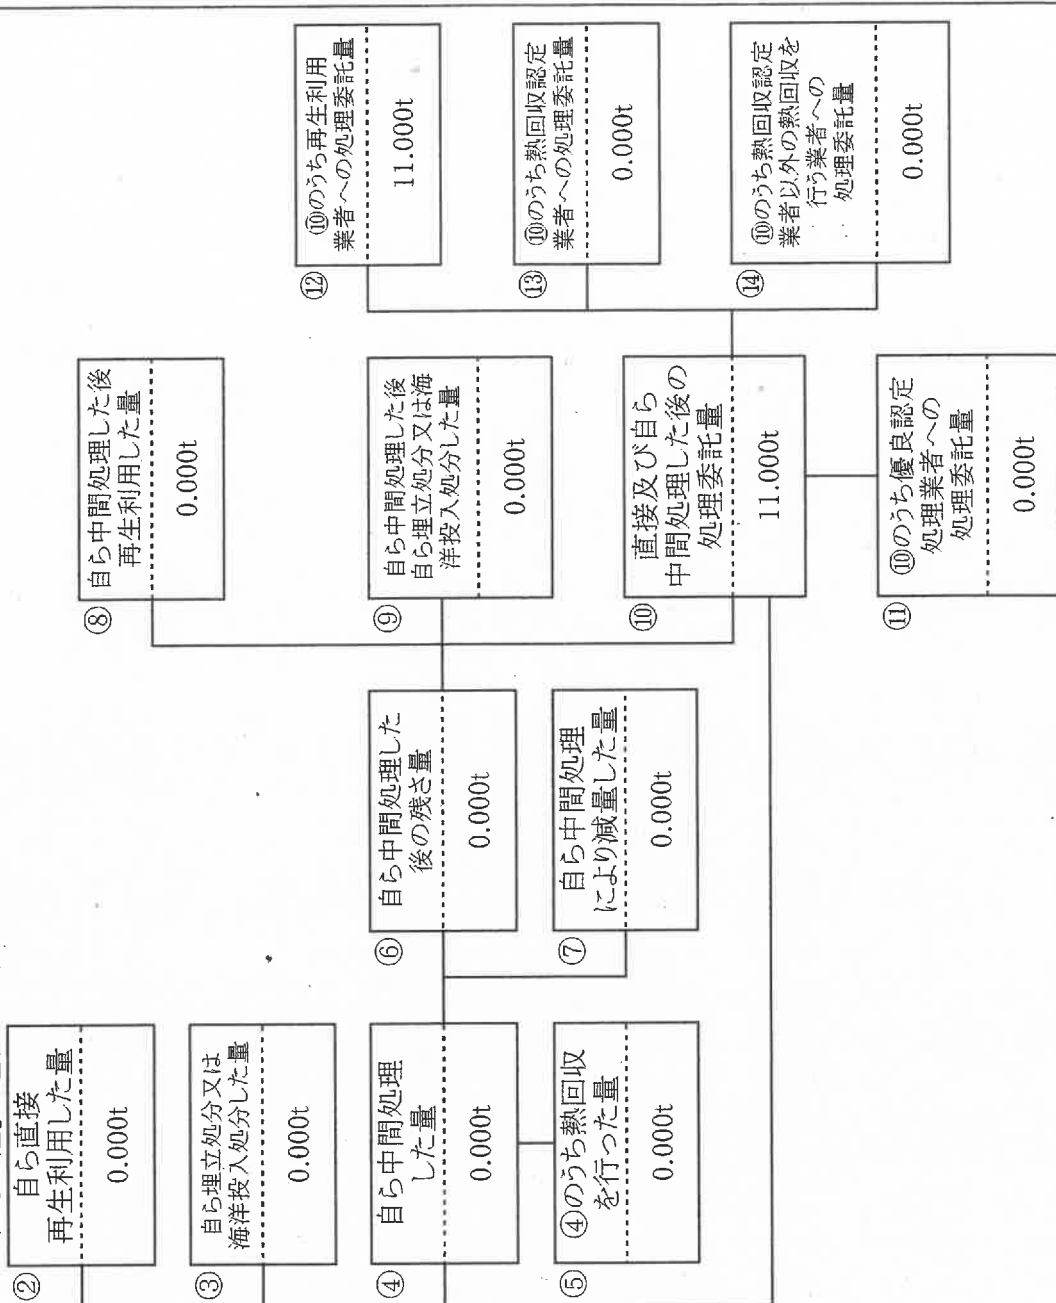 ②
自ら直接
再生利用した量
0.000t
③
自ら埋立処分又は
海洋投入処分した量
0.000t
④
自ら中間処理
した量
0.000t
⑤
④のうち熱回収
を行った量
0.000t
⑥
自ら中間処理した
後の残さ量
0.000t
⑦
自ら中間処理
により減量した量
0.000t
⑧
自ら中間処理した後
再生利用した量
0.000t
⑨
自ら中間処理した後
自ら埋立処分又は海
洋投入処分した量
0.000t
⑩
直接及び自ら
中間処理した後の
処理委託量
11.000t
⑪
⑩のうち優良認定
処理業者への
処理委託量
0.000t
⑫
⑩のうち再生利用
業者への処理委託量
11.000t
⑬
⑩のうち熱回収認定
業者への処理委託量
0.000t
⑭
⑩のうち熱回収認定
業者以外の熱回収を
行う業者への
処理委託量
0.000t